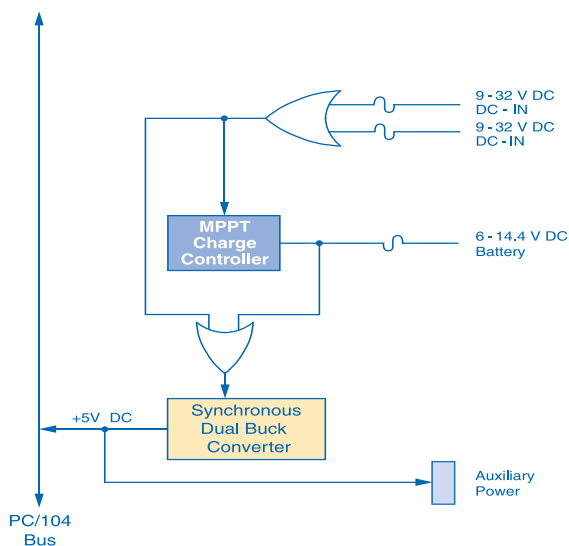 9 - 32 V DC
DC - IN
9 - 32 V DC
DC - IN
MPPT
Charge
Controller
6 - 14.4 V DC
Battery
+5V DC
Synchronous
Dual Buck
Converter
Auxiliary
Power
PC/104
Bus